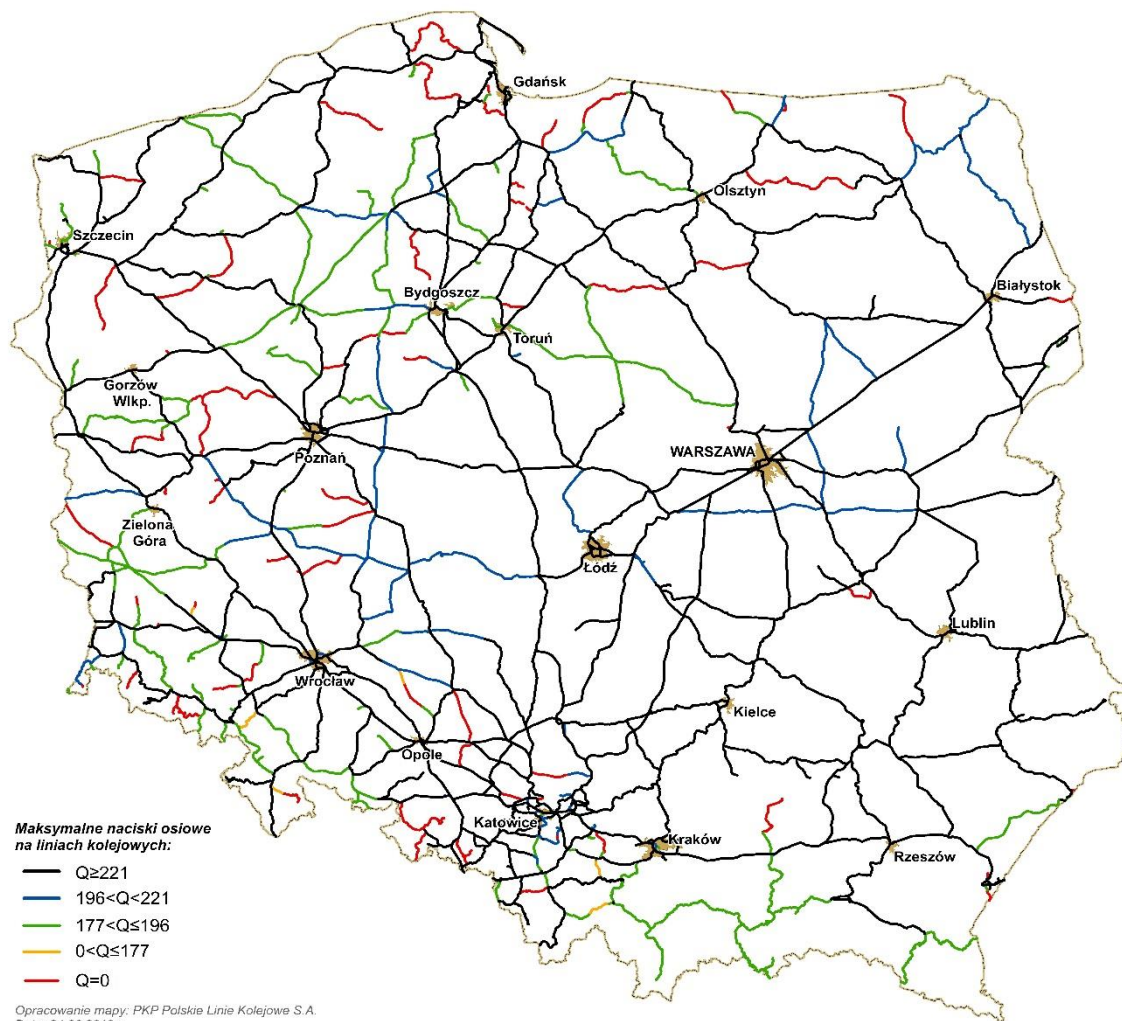 Gdańsk
Olsztyn
Szczecin
Białystok
Bydgoszcz
Toruń
Gorzów
Wlkp.
Poznań
WARSZAWA
Zielona
Góra
Łódź
Lublin
Wrocław
Kielce
Opole
Katowice
Kraków
Rzeszów
Maksymalne naciski osiowe
na liniach kolejowych:
Q≥221
196<Q<221
177<Q≤196
0<Q≤177
Q=0
Opracowanie mapy: PKP Polskie Linie Kolejowe S.A.